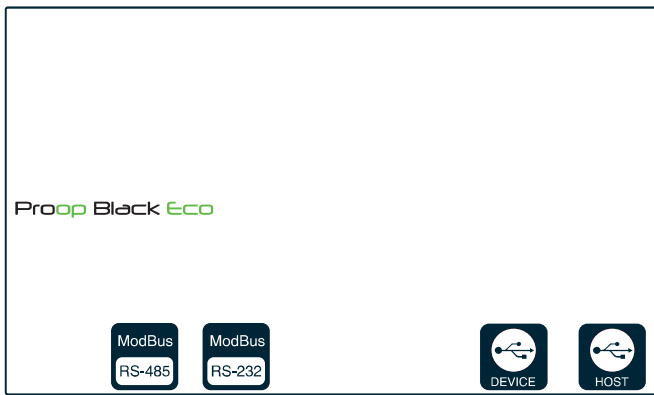 Proop Black Eco
ModBus
RS-485
ModBus
RS-232
DEVICE
HOST